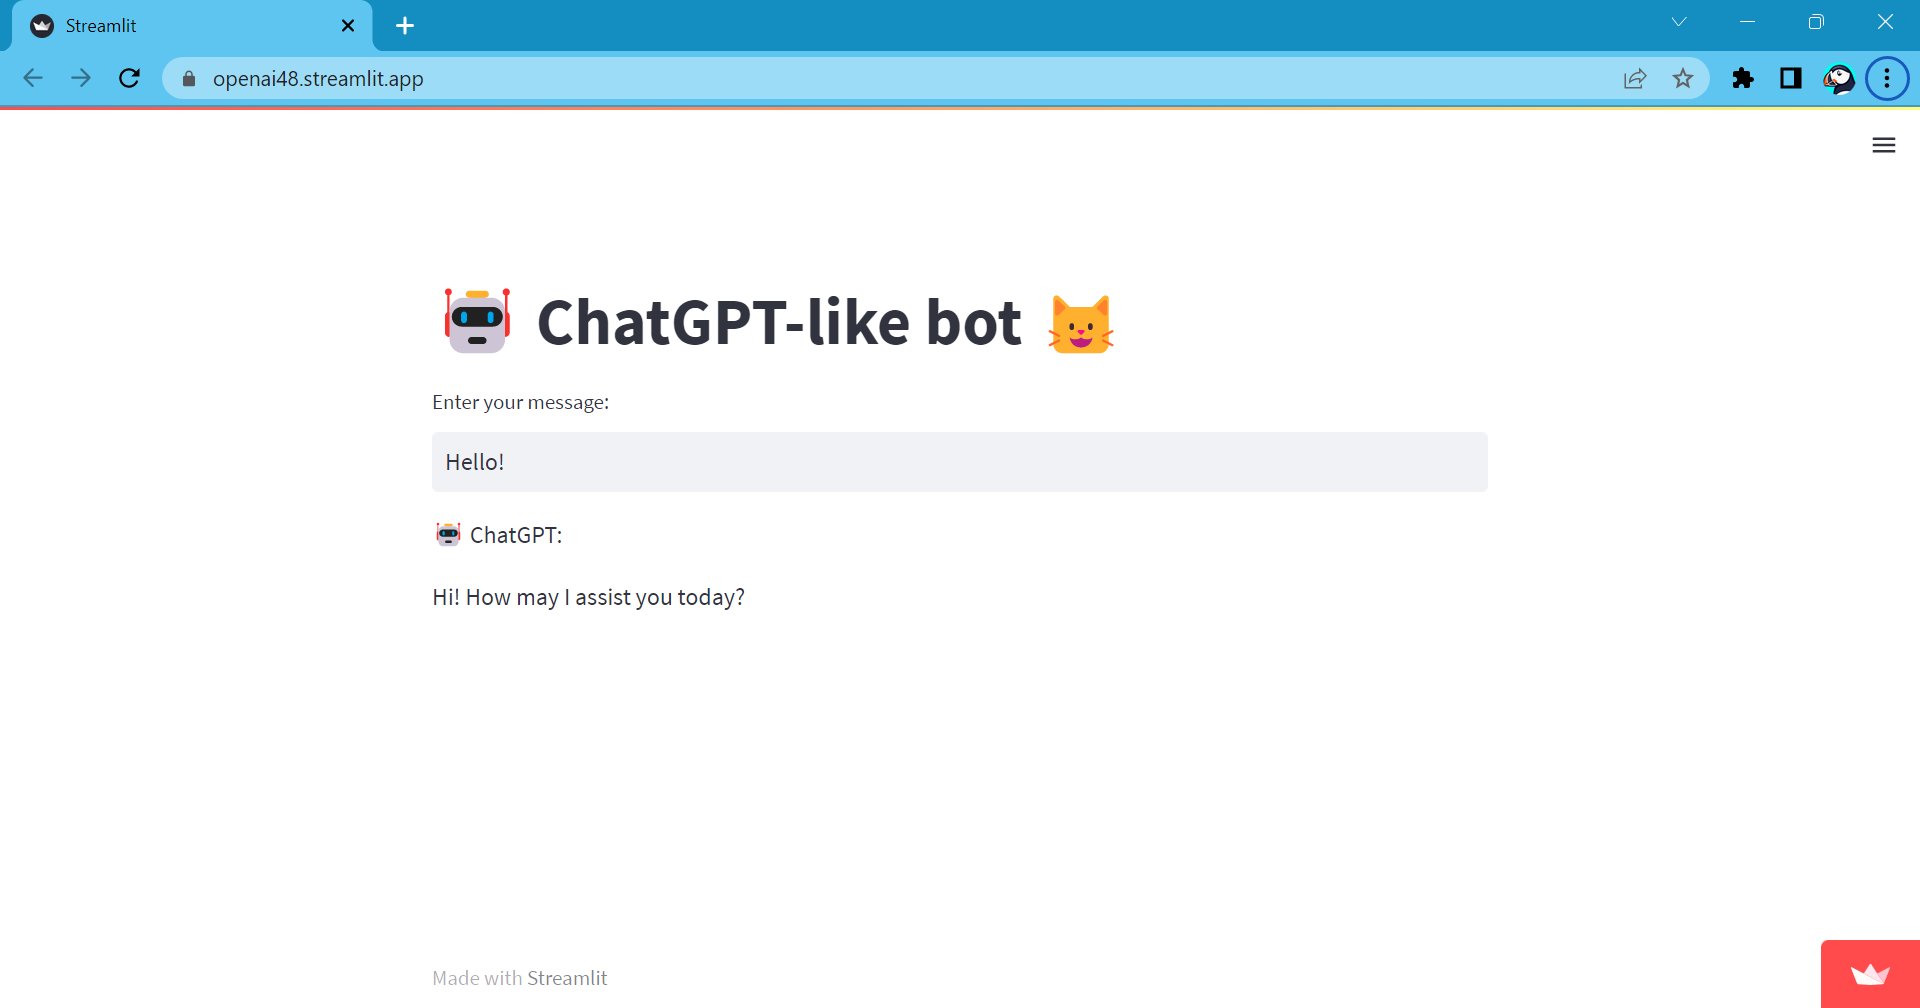 Streamlit
openai48.streamlit.app
ChatGPT-like bot
Enter your message:
Hello!
ChatGPT:
Hi! How may I assist you today?
Made with Streamlit